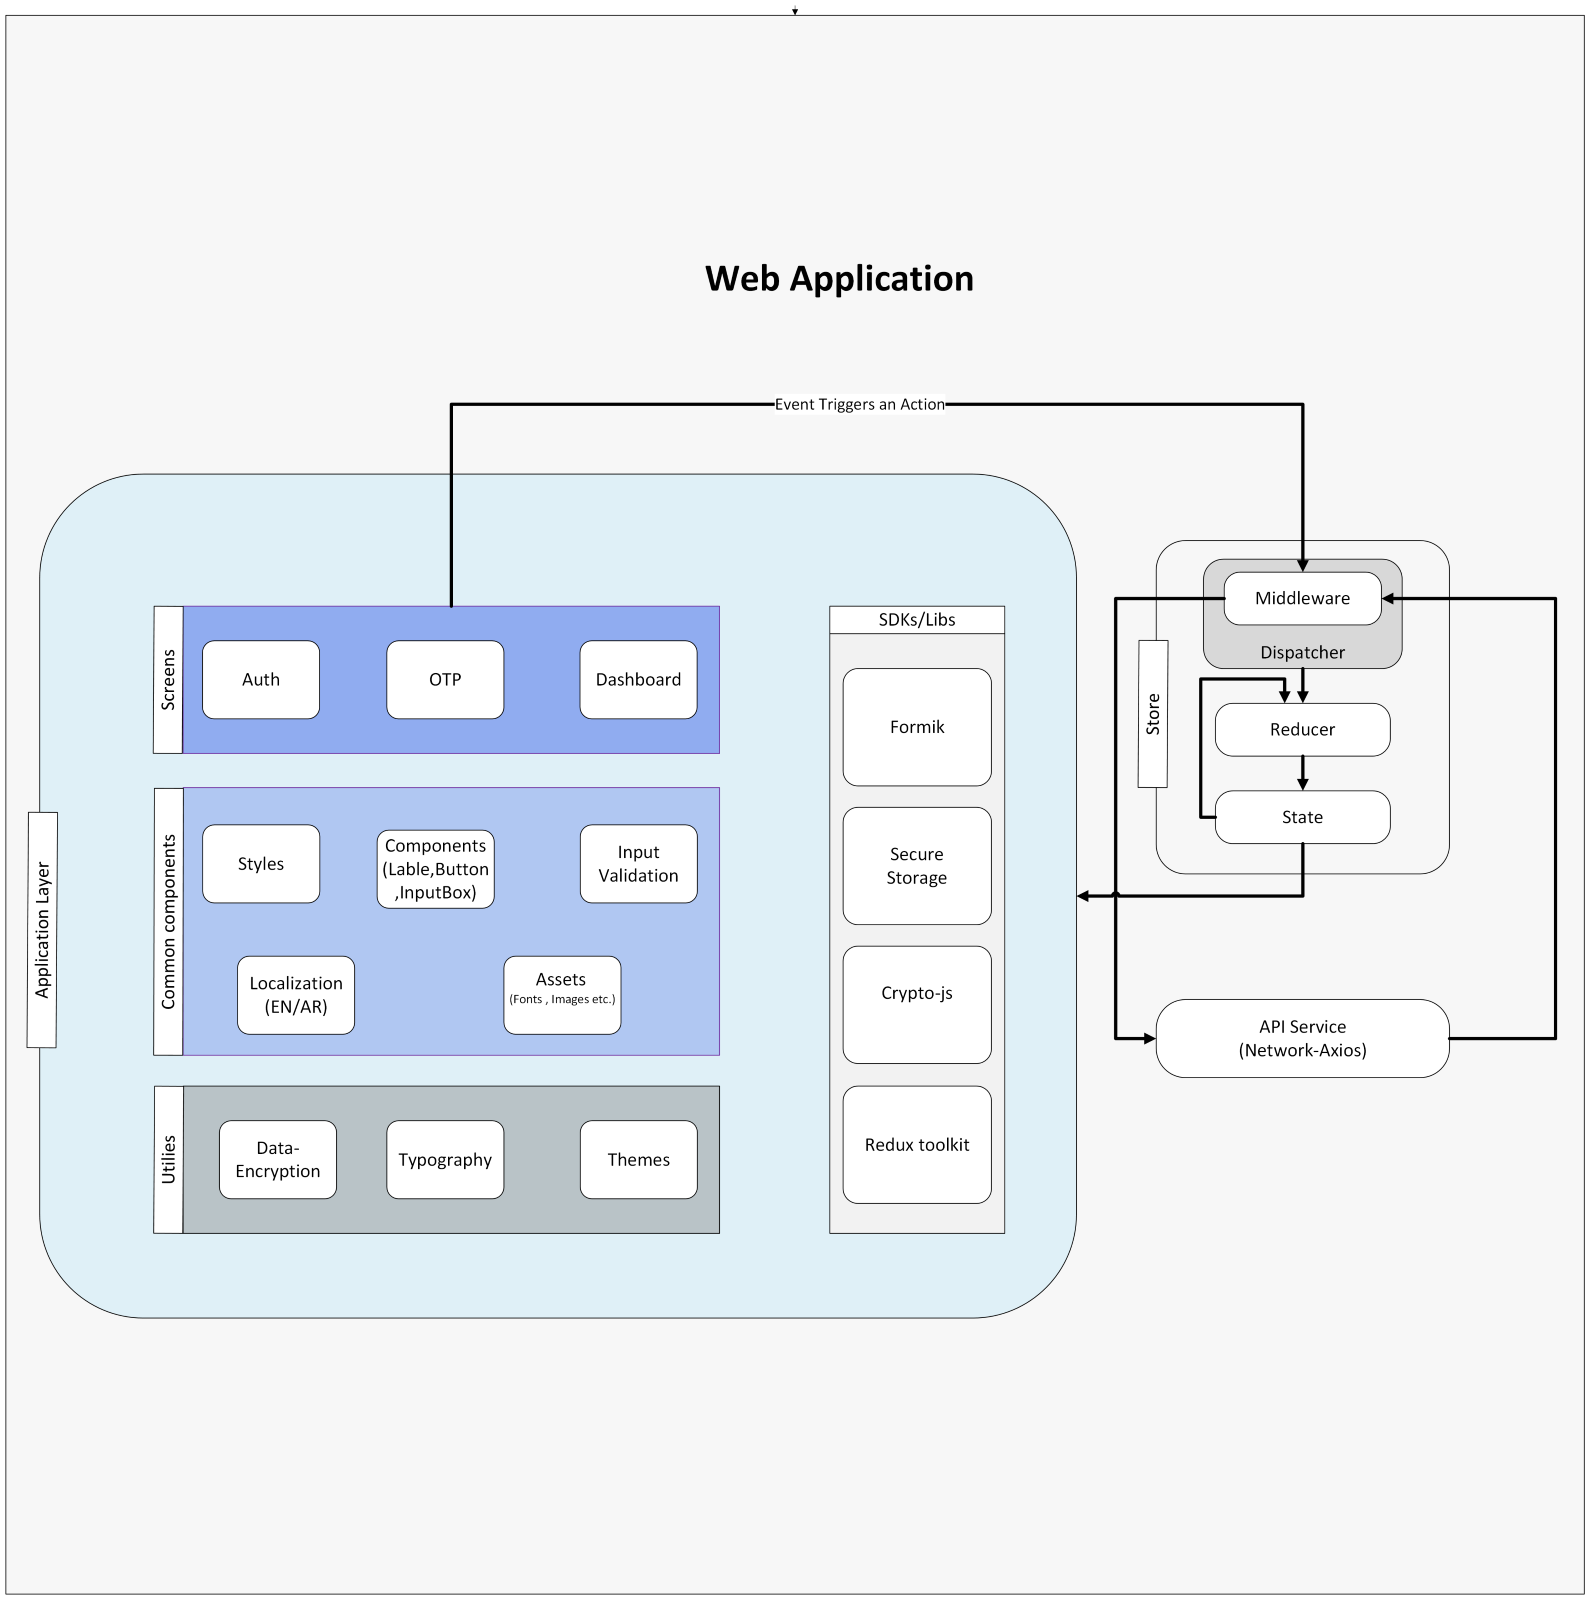 Web Application
Event Triggers an Action
Application Layer
Screens
Auth
OTP
Dashboard
Common components
Styles
Components
(Lable,Button
,InputBox)
Input
Validation
Localization
(EN/AR)
Assets
(Fonts , Images etc.)
Utilies
Data-
Encryption
Typography
Themes
SDKs/Libs
Formik
Secure
Storage
Crypto-js
Redux toolkit
Store
Middleware
Dispatcher
Reducer
State
API Service
(Network-Axios)